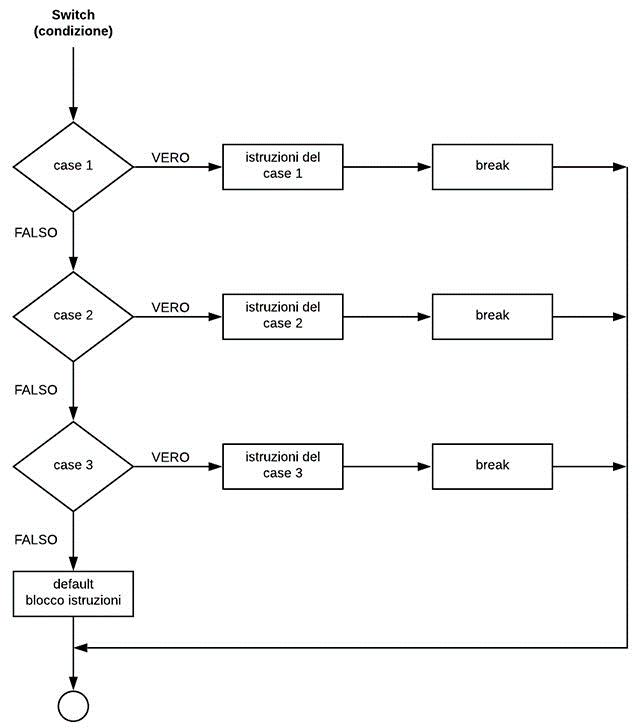 Switch
(condizione)
case 1
VERO
istruzioni del
case 1
break
FALSO
case 2
VERO
istruzioni del
case 2
break
FALSO
case 3
VERO
istruzioni del
case 3
break
FALSO
default
blocco istruzioni